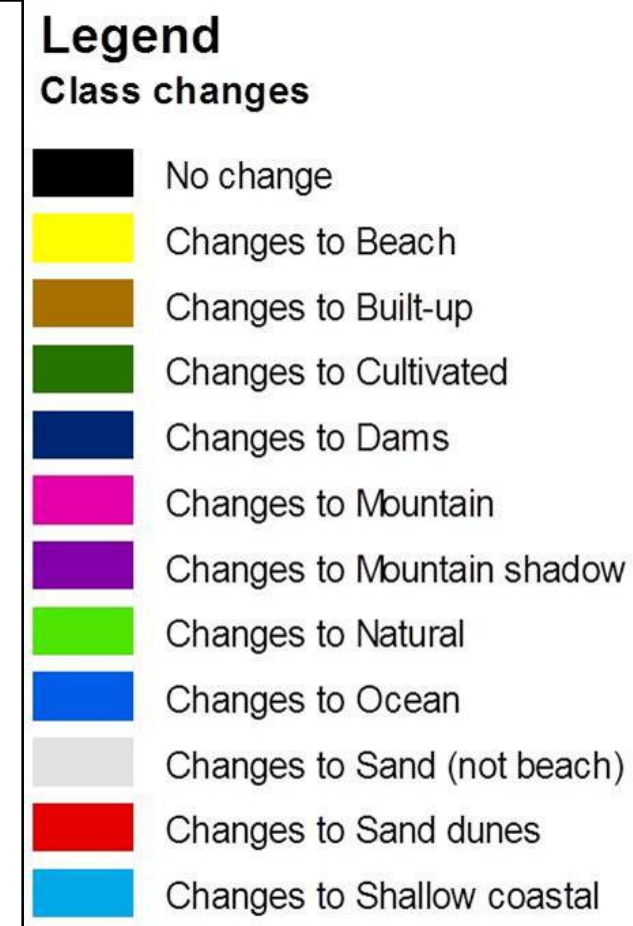 Legend
Class changes
No change
Changes to Beach
Changes to Built-up
Changes to Cultivated
Changes to Dams
Changes to Mountain
Changes to Mountain shadow
Changes to Natural
Changes to Ocean
Changes to Sand (not beach)
Changes to Sand dunes
Changes to Shallow coastal